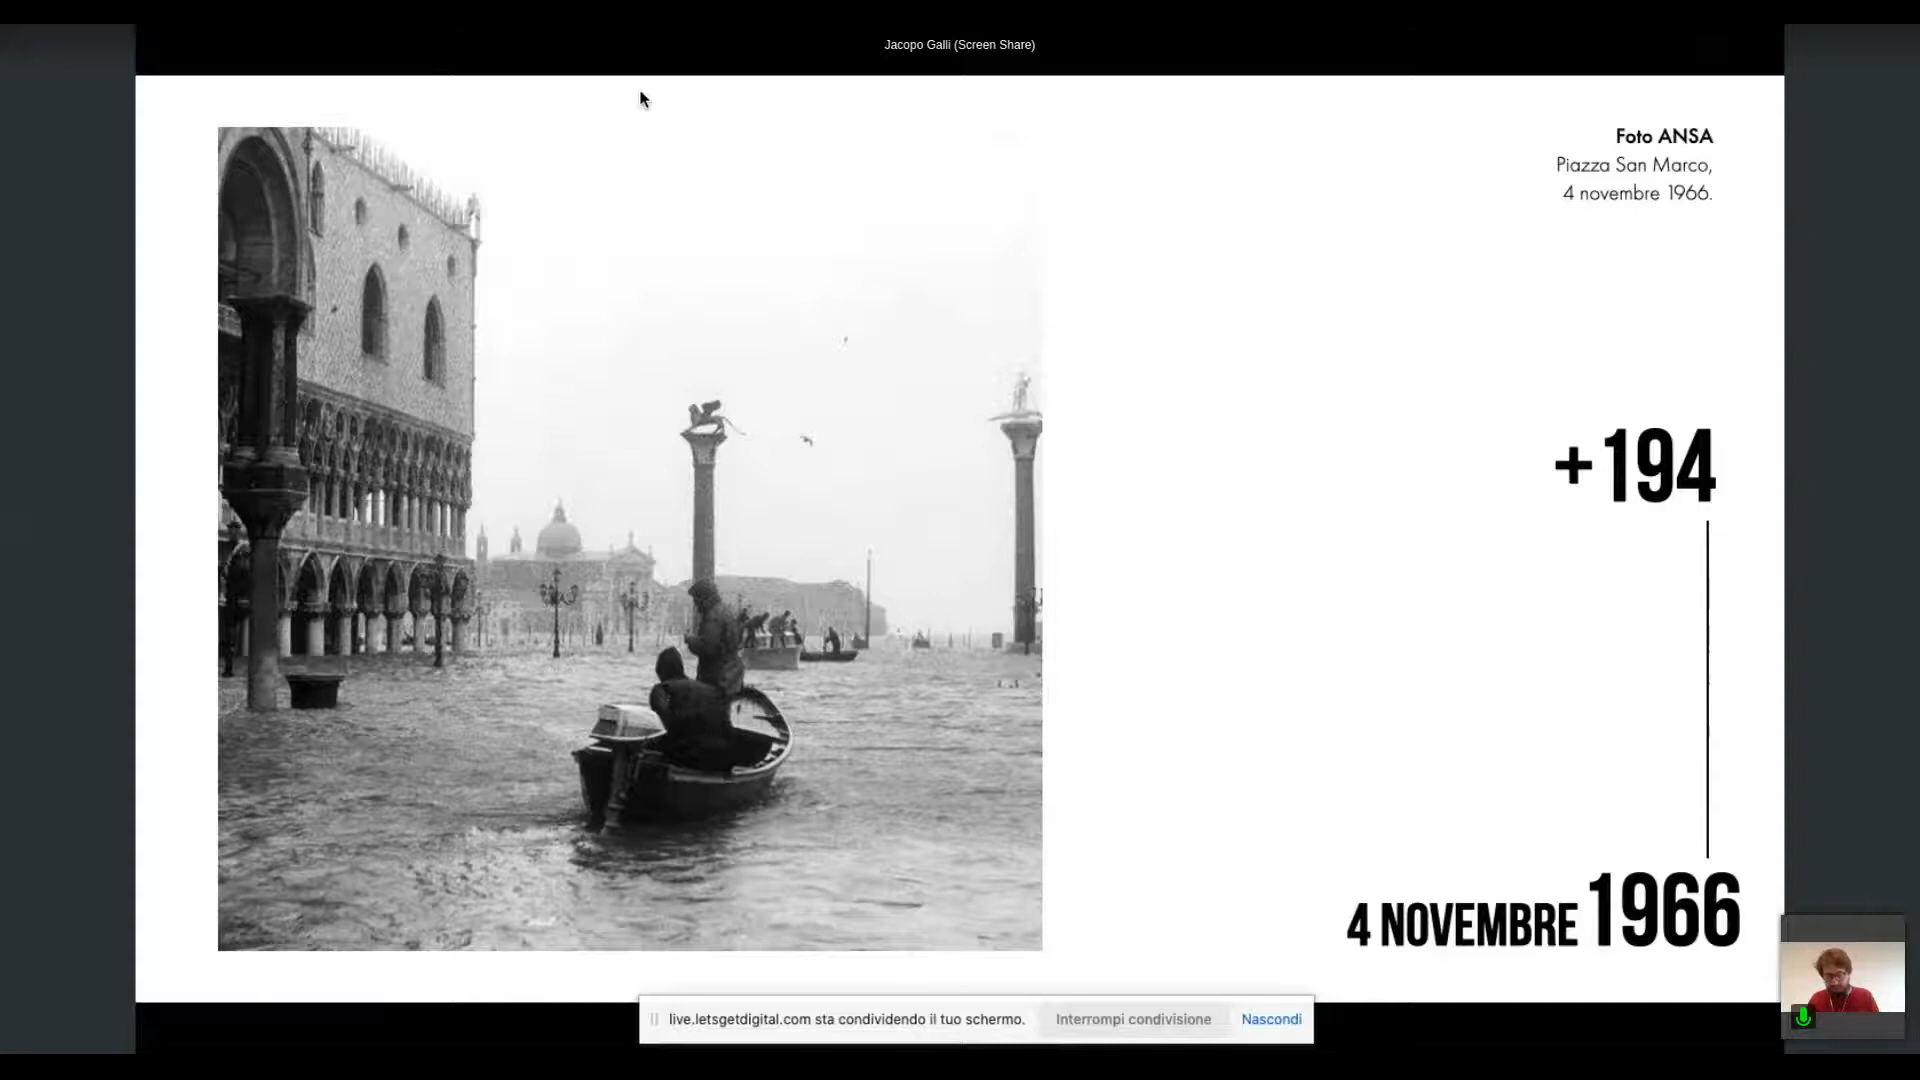 Jacopo Galli (Screen Share)
Foto ANSA
Piazza San Marco,
4 novembre 1966.
+194
4 NOVEMBRE 1966
live.letsgetdigital.com sta condividendo il tuo schermo.
Interrompi condivisione
Nascondi